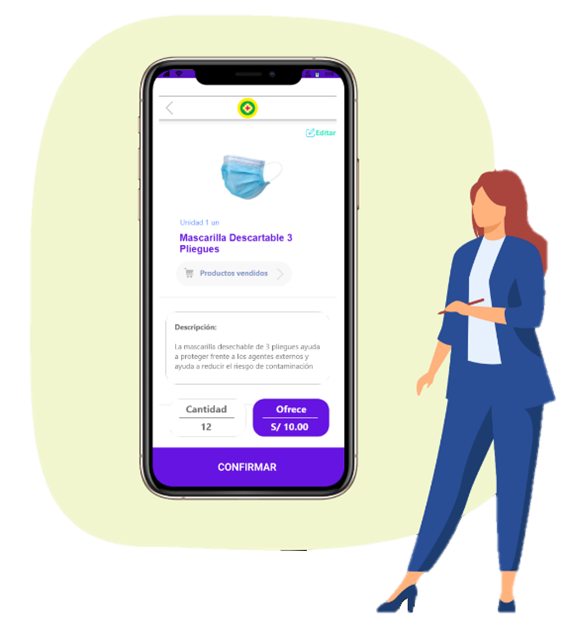 Editar
Unidad 1 un
Mascarilla Descartable 3
Pliegues
Productos vendidos
Descripción:
La mascarilla desechable de 3 pliegues ayuda
a proteger frente a los agentes externos y
ayuda a reducir el riesgo de contaminación
Cantidad
12
Ofrece
S/ 10.00
CONFIRMAR